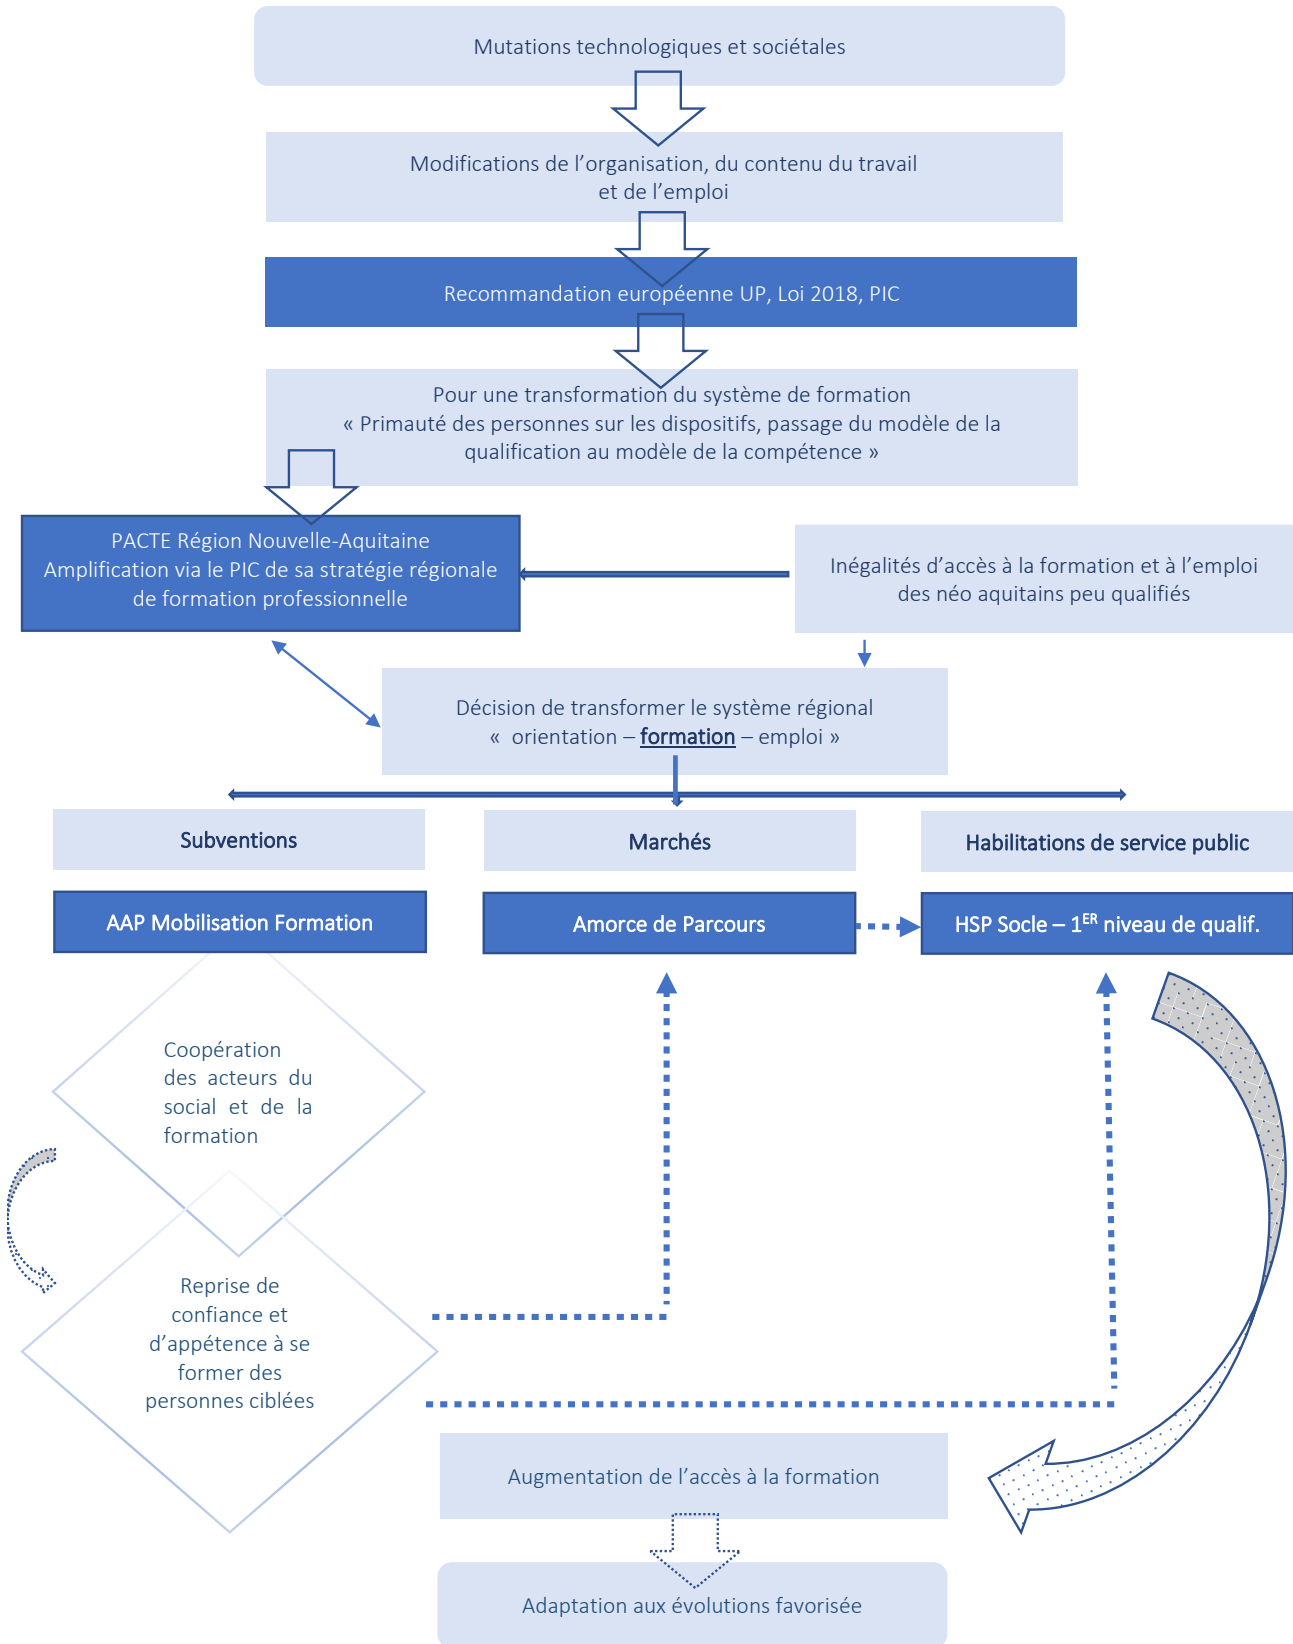 Mutations technologiques et sociétales
Modifications de l’organisation, du contenu du travail
et de l’emploi
Recommandation européenne UP, Loi 2018, PIC
Pour une transformation du système de formation
« Primauté des personnes sur les dispositifs, passage du modèle de la
qualification au modèle de la compétence »
PACTE Région Nouvelle-Aquitaine
Amplification via le PIC de sa stratégie régionale
de formation professionnelle
Inégalités d’accès à la formation et à l’emploi
des néo aquitains peu qualifiés
Décision de transformer le système régional
« orientation – formation – emploi »
Subventions
Marchés
Habilitations de service public
AAP Mobilisation Formation
Amorce de Parcours
HSP Socle – 1ER niveau de qualif.
Coopération
des acteurs du
social et de la
formation
Reprise de
confiance et
d’appétence à se
former des
personnes ciblées
Augmentation de l’accès à la formation
Adaptation aux évolutions favorisée